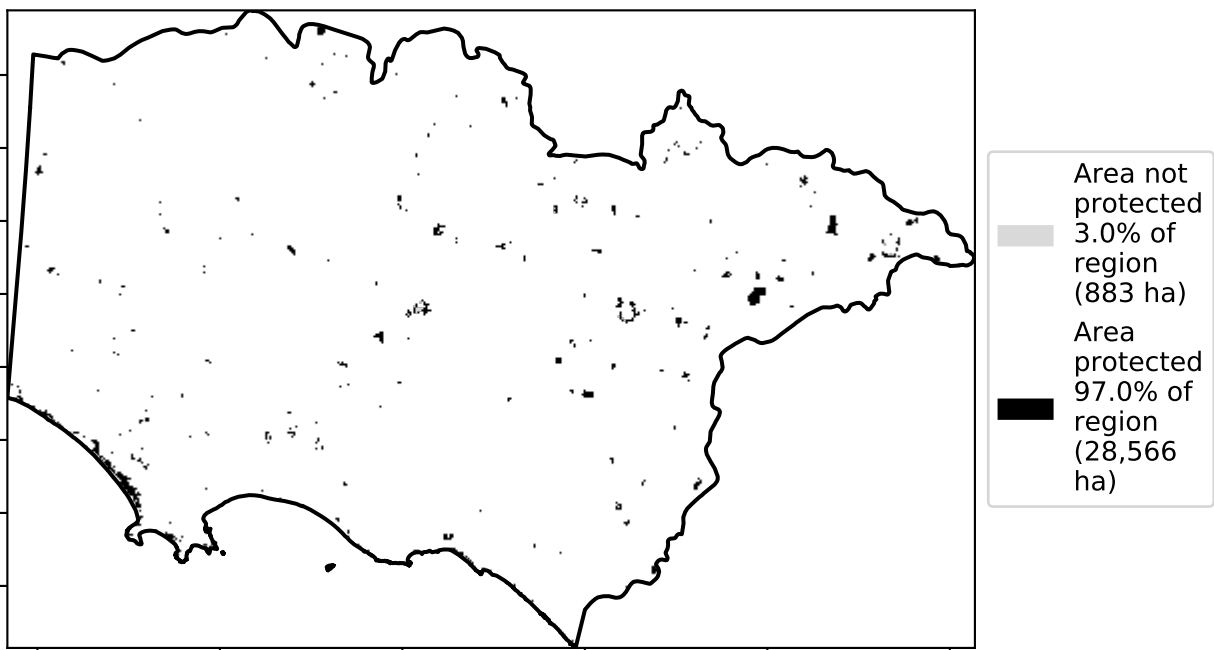 Area not
protected
3.0% of
region
(883 ha)
Area
protected
97.0% of
region
(28,566
ha)